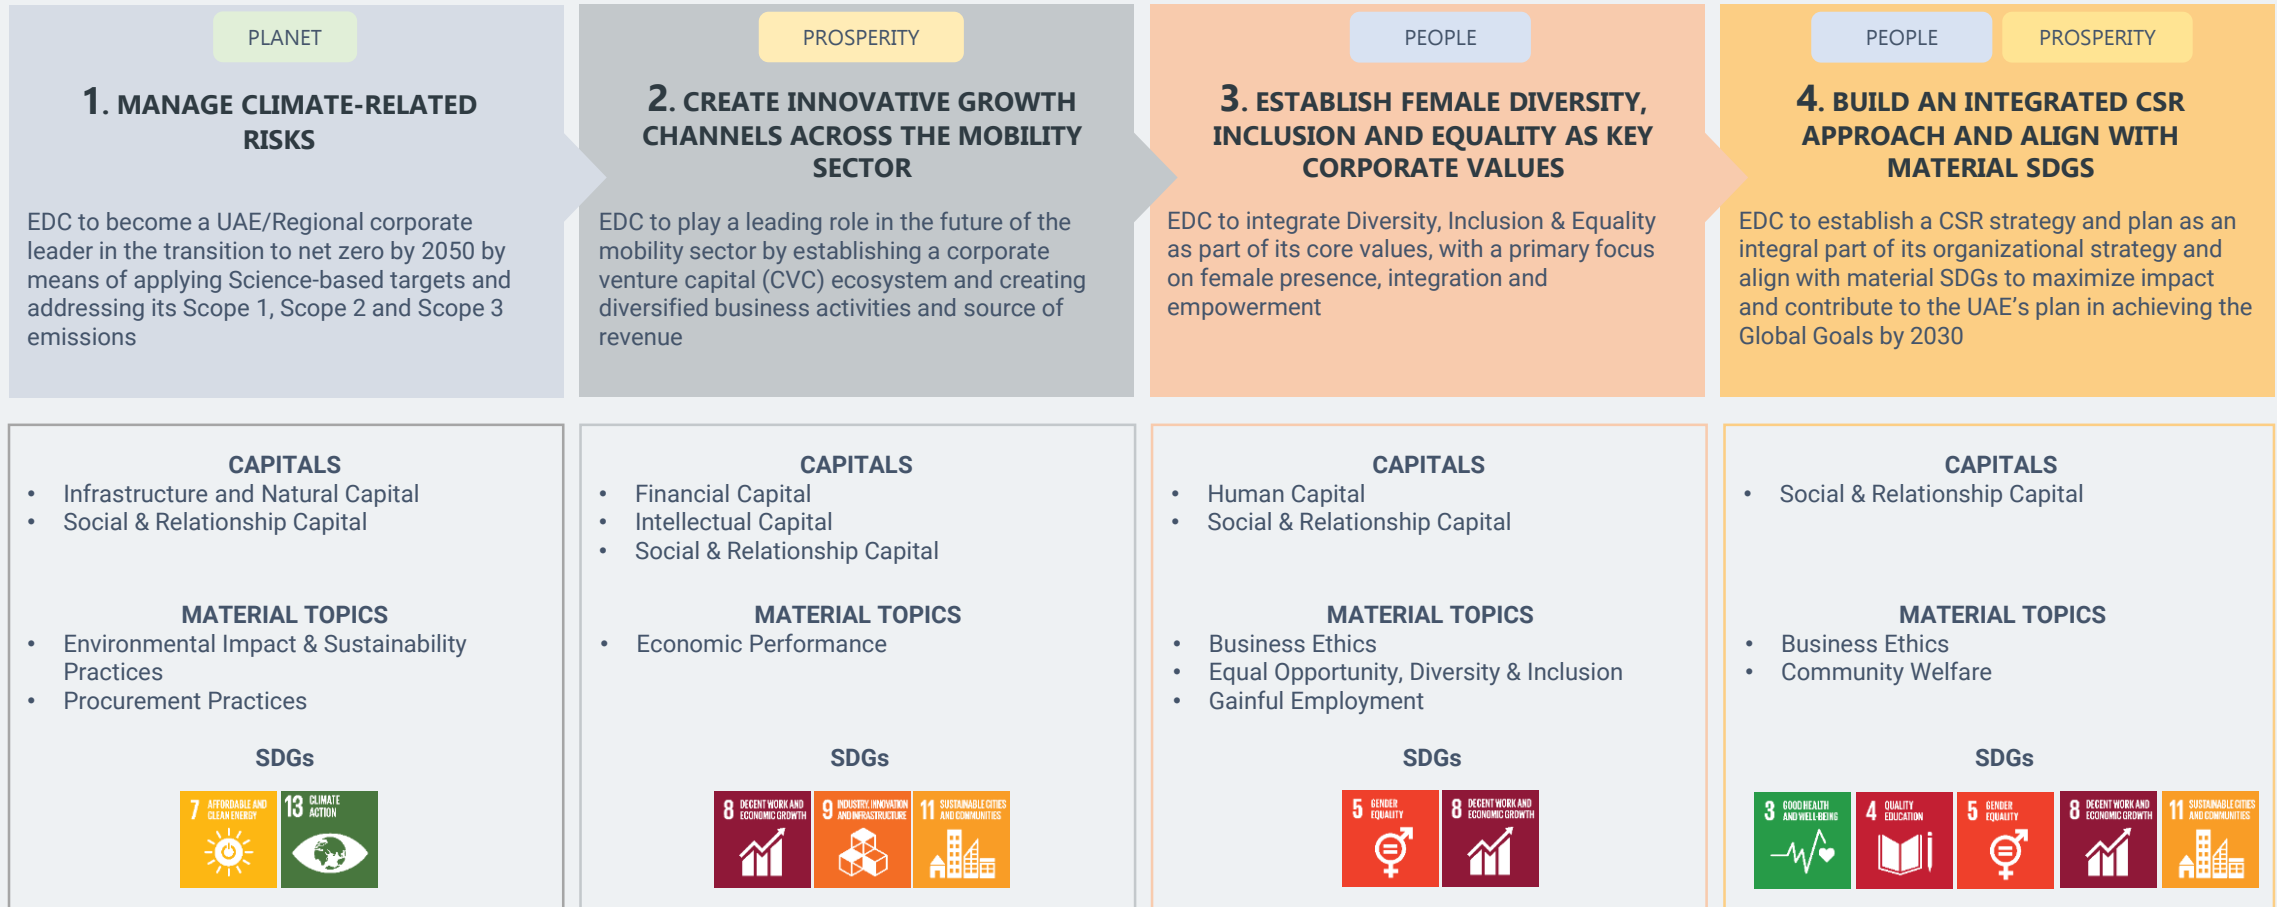 PLANET
1. MANAGE CLIMATE-RELATED
RISKS
EDC to become a UAE/Regional corporate
leader in the transition to net zero by 2050 by
means of applying Science-based targets and
addressing its Scope 1, Scope 2 and Scope 3
emissions
PROSPERITY
2. CREATE INNOVATIVE GROWTH
CHANNELS ACROSS THE MOBILITY
SECTOR
EDC to play a leading role in the future of the
mobility sector by establishing a corporate
venture capital (CVC) ecosystem and creating
diversified business activities and source of
revenue
PEOPLE
3. ESTABLISH FEMALE DIVERSITY,
INCLUSION AND EQUALITY AS KEY
CORPORATE VALUES
EDC to integrate Diversity, Inclusion & Equality
as part of its core values, with a primary focus
on female presence, integration and
empowerment
PEOPLE
PROSPERITY
4. BUILD AN INTEGRATED CSR
APPROACH AND ALIGN WITH
MATERIAL SDGS
EDC to establish a CSR strategy and plan as an
integral part of its organizational strategy and
align with material SDGs to maximize impact
and contribute to the UAE’s plan in achieving the
Global Goals by 2030
CAPITALS
• Infrastructure and Natural Capital
• Social & Relationship Capital
MATERIAL TOPICS
• Environmental Impact & Sustainability
Practices
• Procurement Practices
SDGs
7 AFFORDABLE AND
CLEAN ENERGY
13 CLIMATE
ACTION
CAPITALS
• Financial Capital
• Intellectual Capital
• Social & Relationship Capital
MATERIAL TOPICS
• Economic Performance
SDGs
8 DECENT WORK AND
ECONOMIC GROWTH
9 INDUSTRY, INNOVATION
AND INFRASTRUCTURE
11 SUSTAINABLE CITIES
AND COMMUNITIES
CAPITALS
• Human Capital
• Social & Relationship Capital
MATERIAL TOPICS
• Business Ethics
• Equal Opportunity, Diversity & Inclusion
• Gainful Employment
SDGs
5 GENDER
EQUALITY
8 DECENT WORK AND
ECONOMIC GROWTH
CAPITALS
• Social & Relationship Capital
MATERIAL TOPICS
• Business Ethics
• Community Welfare
SDGs
3 GOOD HEALTH
AND WELL-BEING
4 QUALITY
EDUCATION
5 GENDER
EQUALITY
8 DECENT WORK AND
ECONOMIC GROWTH
11 SUSTAINABLE CITIES
AND COMMUNITIES